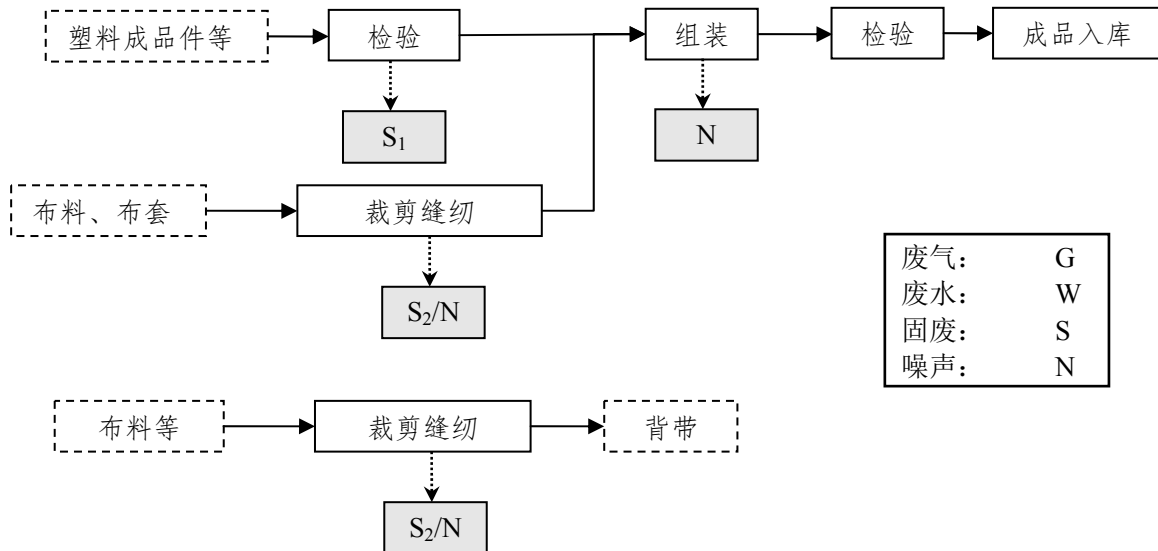 塑料成品件等
检验
组装
检验
成品入库
S₁
N
布料、布套
裁剪缝纫
S₂/N
废气： G
废水： W
固废： S
噪声： N
布料等
裁剪缝纫
背带
S₂/N